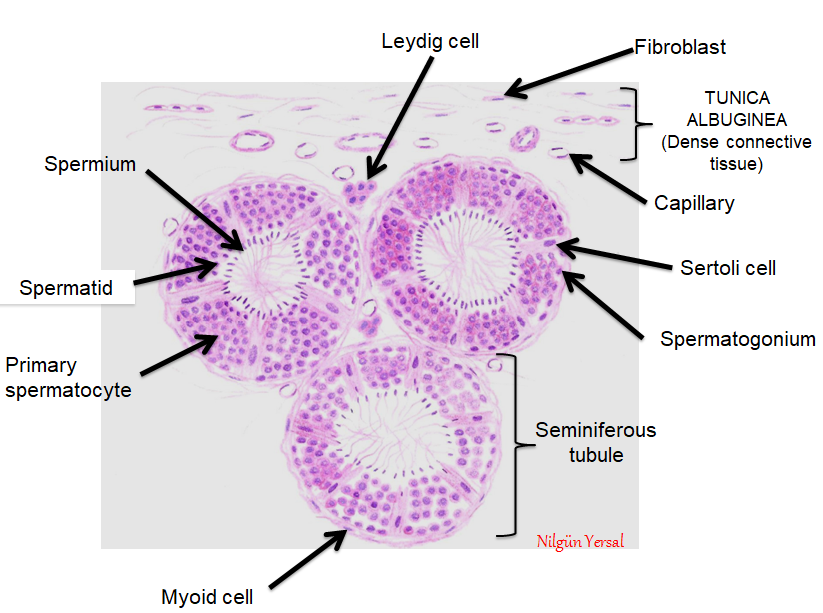 Leydig cell
Fibroblast
TUNICA
ALBUGINEA
(Dense connective
tissue)
Spermium
Capillary
Sertoli cell
Spermatid
Spermatogonium
Primary
spermatocyte
Seminiferous
tubule
Nilgün Yersal
Myoid cell